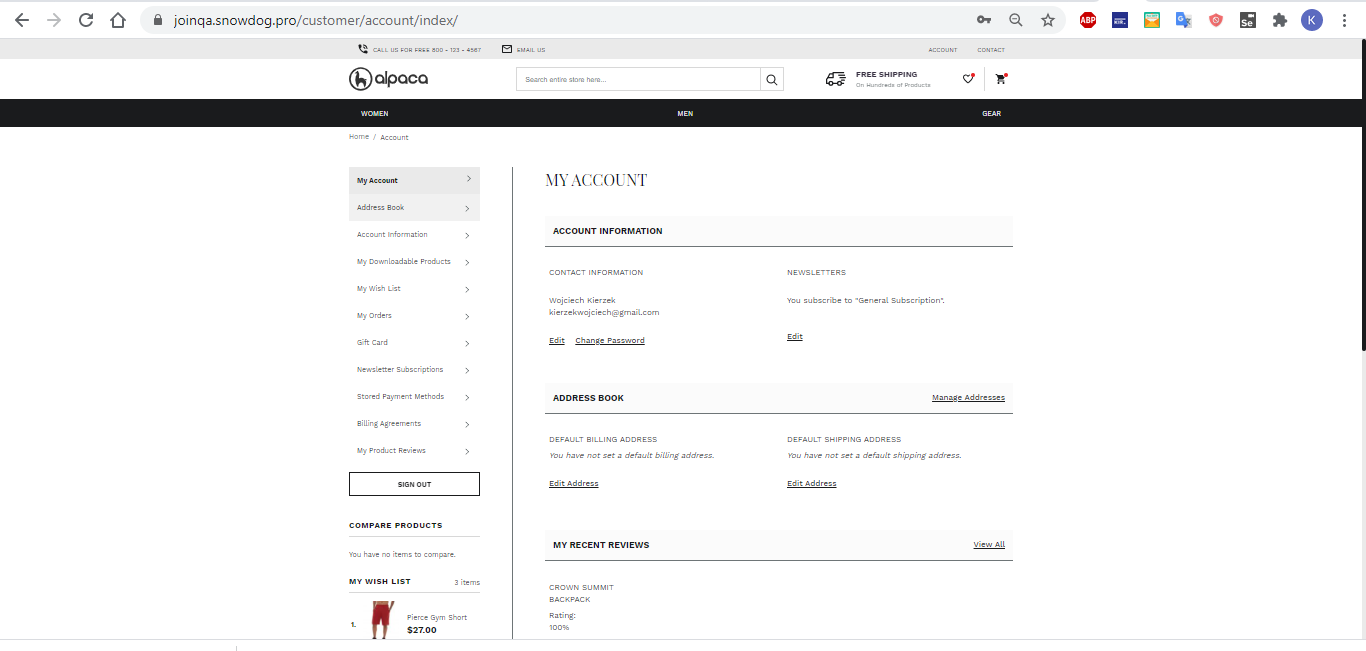 joinqa.snowdog.pro/customer/account/index/
ABP
Se
K
CALL US FOR FREE 800 - 123 - 4567
EMAIL US
ACCOUNT
CONTACT
alpaca
Search entire store here...
FREE SHIPPING
On Hundreds of Products
WOMEN
MEN
GEAR
Home / Account
My Account
Address Book
Account Information
My Downloadable Products
My Wish List
My Orders
Gift Card
Newsletter Subscriptions
Stored Payment Methods
Billing Agreements
My Product Reviews
SIGN OUT
COMPARE PRODUCTS
You have no items to compare.
MY WISH LIST
3 items
1.
Pierce Gym Short
$27.00
MY ACCOUNT
ACCOUNT INFORMATION
CONTACT INFORMATION
Wojciech Kierzek
kierzekwojciech@gmail.com
Edit Change Password
NEWSLETTERS
You subscribe to "General Subscription".
Edit
ADDRESS BOOK
Manage Addresses
DEFAULT BILLING ADDRESS
You have not set a default billing address.
Edit Address
DEFAULT SHIPPING ADDRESS
You have not set a default shipping address.
Edit Address
MY RECENT REVIEWS
View All
CROWN SUMMIT
BACKPACK
Rating:
100%